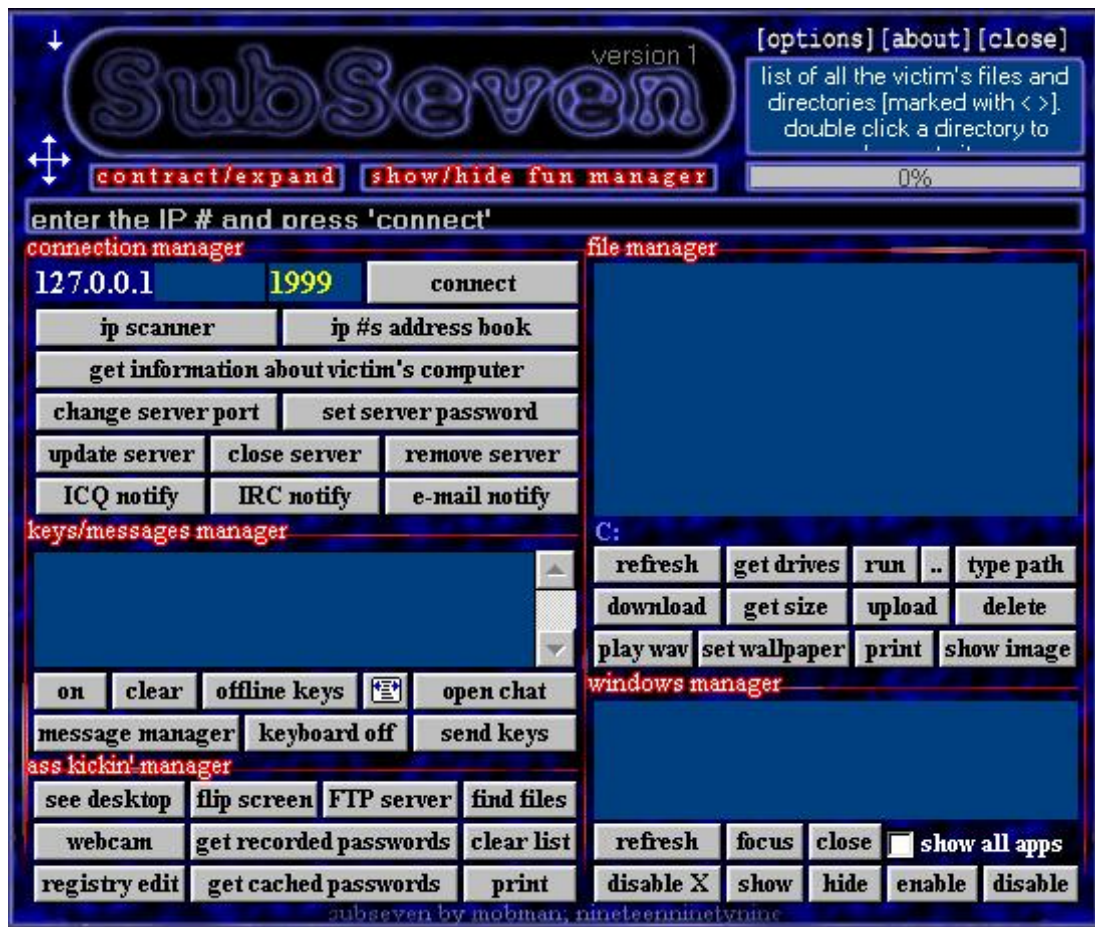 SubSeven version 1
[options] [about] [close]
list of all the victim's files and
directories [marked with < >].
double click a directory to
contract/expand show/hide fun manager
0%
enter the IP # and press 'connect'
connection manager
127.0.0.1 1999 connect
ip scanner ip #s address book
get information about victim's computer
change server port set server password
update server close server remove server
ICQ notify IRC notify e-mail notify
keys/messages manager
on clear offline keys open chat
message manager keyboard off send keys
ass kickin' manager
see desktop flip screen FTP server find files
webcam get recorded passwords clear list
registry edit get cached passwords print
file manager
C:
refresh get drives run .. type path
download get size upload delete
play wav set wallpaper print show image
windows manager
refresh focus close show all apps
disable X show hide enable disable
subseven by mobman; nineteenninetynine